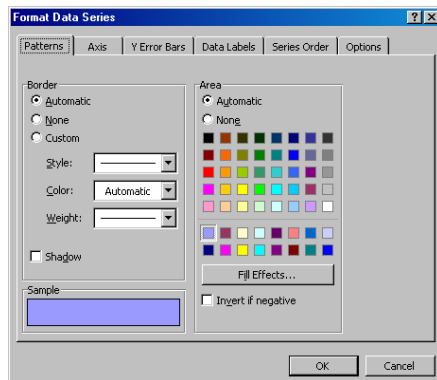 Format Data Series
Patterns Axis Y Error Bars Data Labels Series Order Options
Border
Automatic
None
Custom
Style:
Color: Automatic
Weight:
Shadow
Sample
Area
Automatic
None
Fill Effects...
Invert if negative
OK Cancel